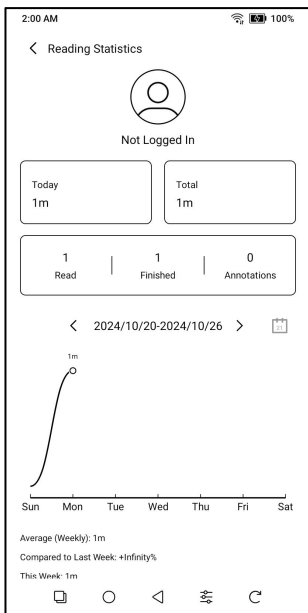 2:00 AM 100%
Reading Statistics
Not Logged In
Today Total
1m 1m
1 1 0
Read Finished Annotations
2024/10/20-2024/10/26 21
1m
Sun Mon Tue Wed Thu Fri Sat
Average (Weekly): 1m
Compared to Last Week: +Infinity%
This Week: 1m